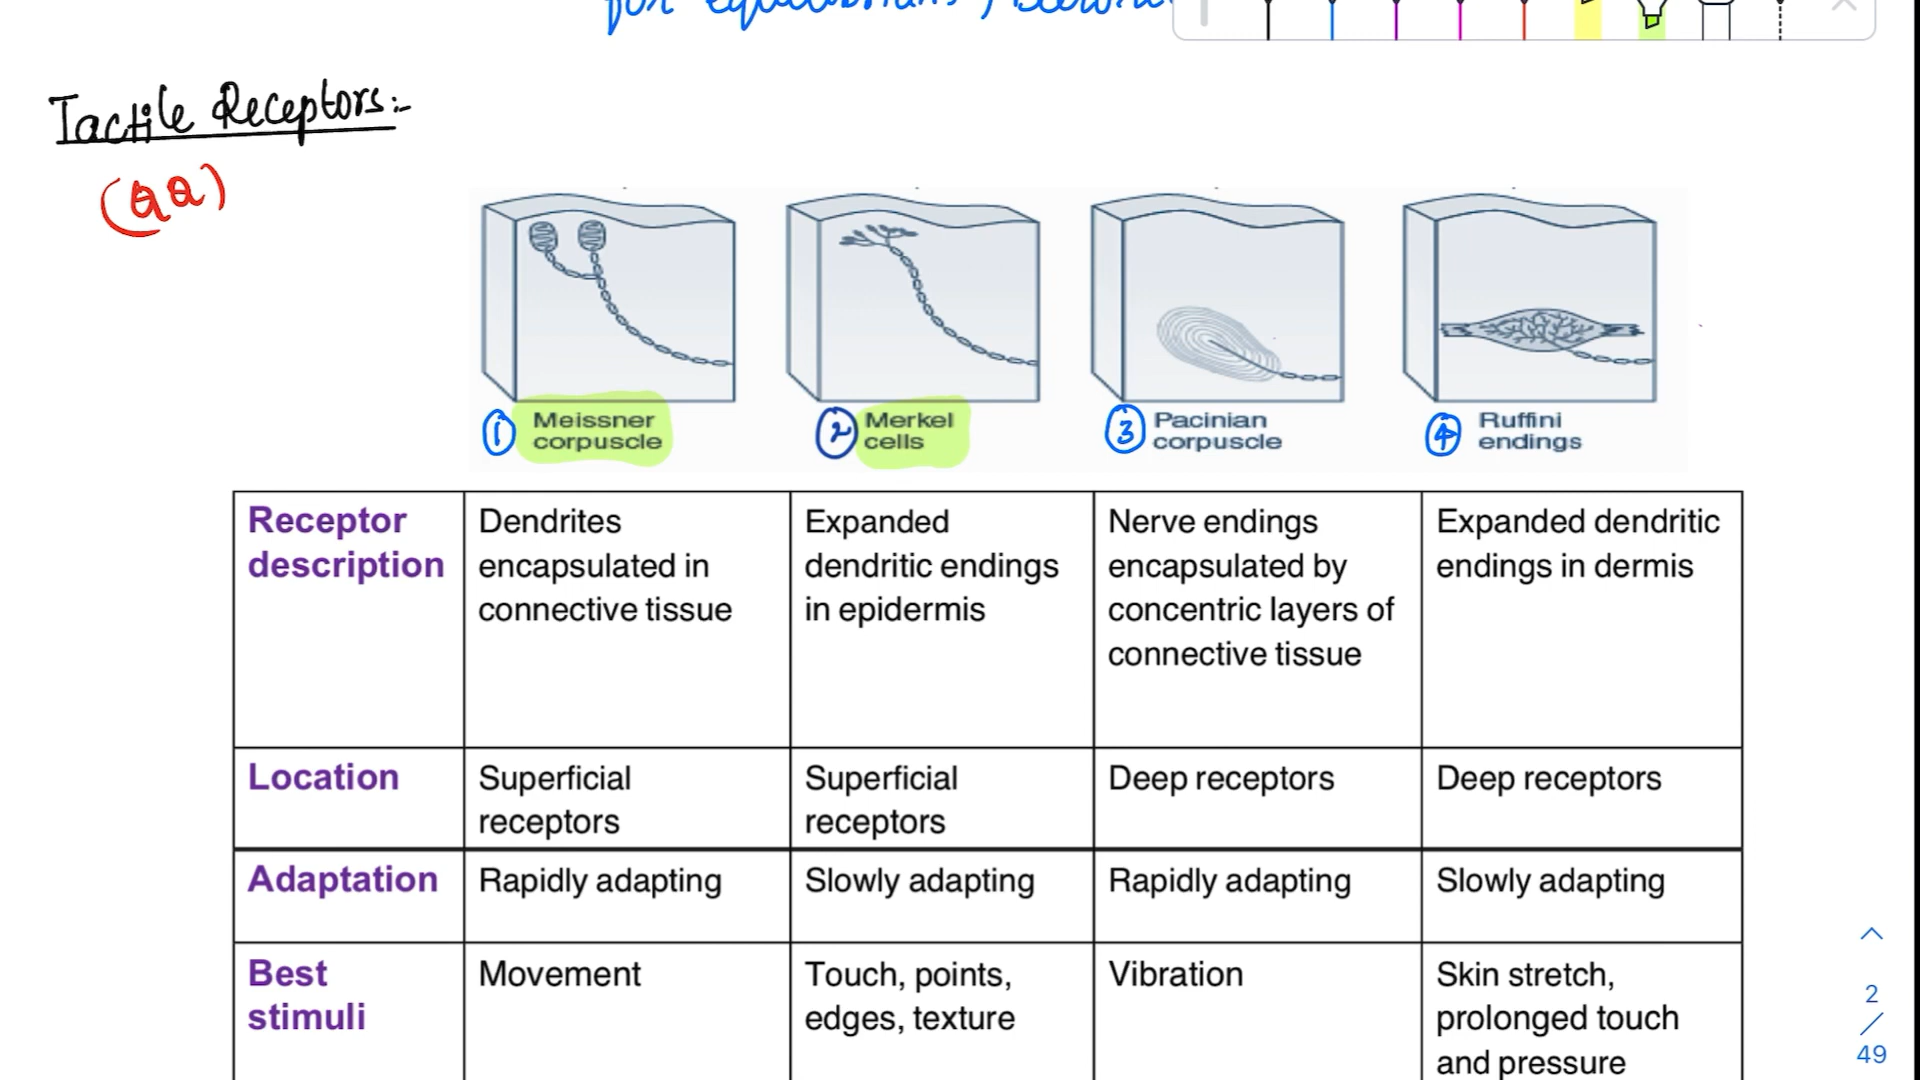 for
Tactile Receptors:-
(QQ)
① Meissner corpuscle
② Merkel cells
③ Pacinian corpuscle
④ Ruffini endings
Receptor description
Dendrites encapsulated in connective tissue
Expanded dendritic endings in epidermis
Nerve endings encapsulated by concentric layers of connective tissue
Expanded dendritic endings in dermis
Location
Superficial receptors
Superficial receptors
Deep receptors
Deep receptors
Adaptation
Rapidly adapting
Slowly adapting
Rapidly adapting
Slowly adapting
Best stimuli
Movement
Touch, points, edges, texture
Vibration
Skin stretch, prolonged touch and pressure
2
/
49